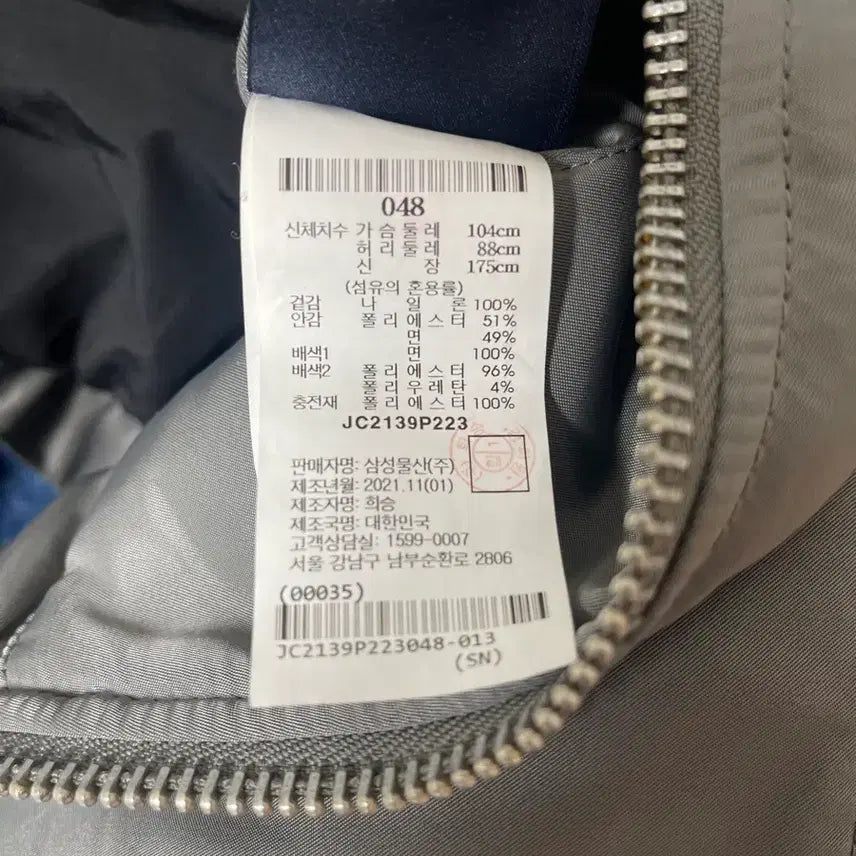 048
신체치수 가 슴 둘 레 104cm
허 리 둘 레 88cm
신 장 175cm
(섬유의 혼용률)
겉감 나 일 론 100%
안감 폴 리 에 스 터 51%
면 49%
배색1 면 100%
배색2 폴 리 에 스 터 96%
폴 리 우 레 탄 4%
충전재 폴 리 에 스 터 100%
JC2139P223
판매자명: 삼성물산(주)
제조년월: 2021.11(01)
제조자명: 희승
제조국명: 대한민국
고객상담실: 1599-0007
서울 강남구 남부순환로 2806
(00035)
JC2139P223048-013
(SN)